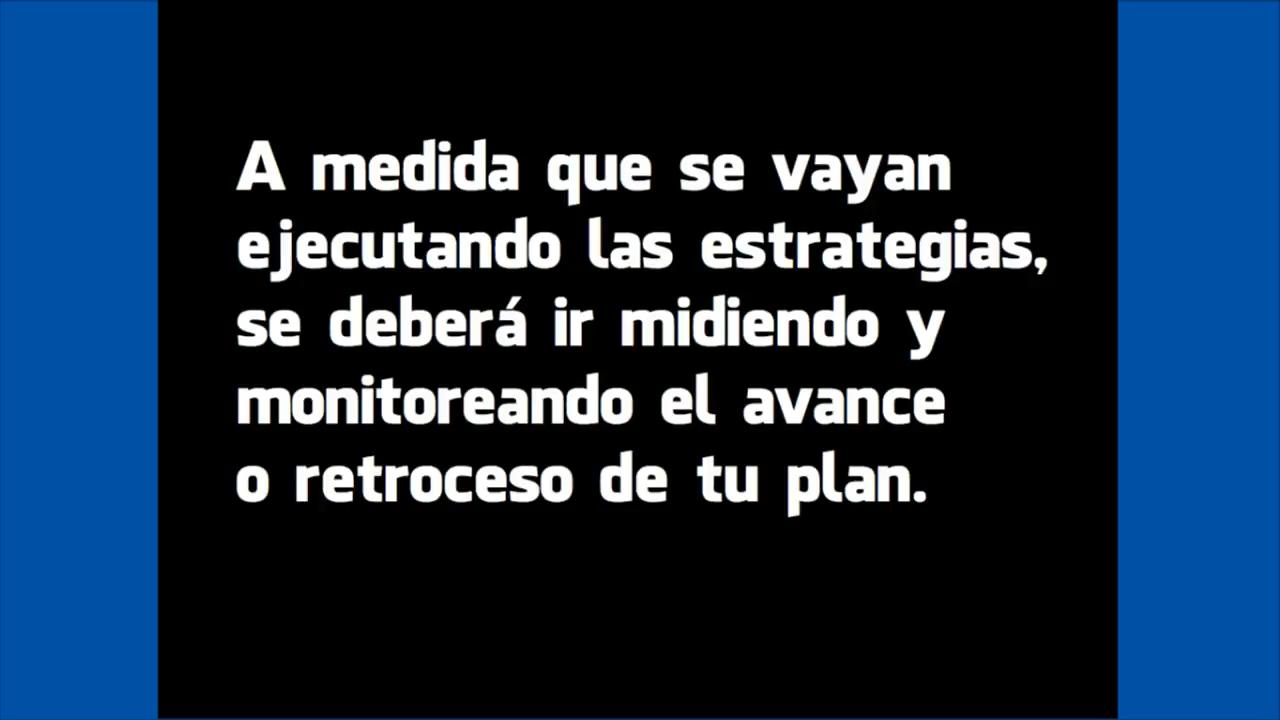 A medida que se vayan
ejecutando las estrategias,
se deberá ir midiendo y
monitoreando el avance
o retroceso de tu plan.